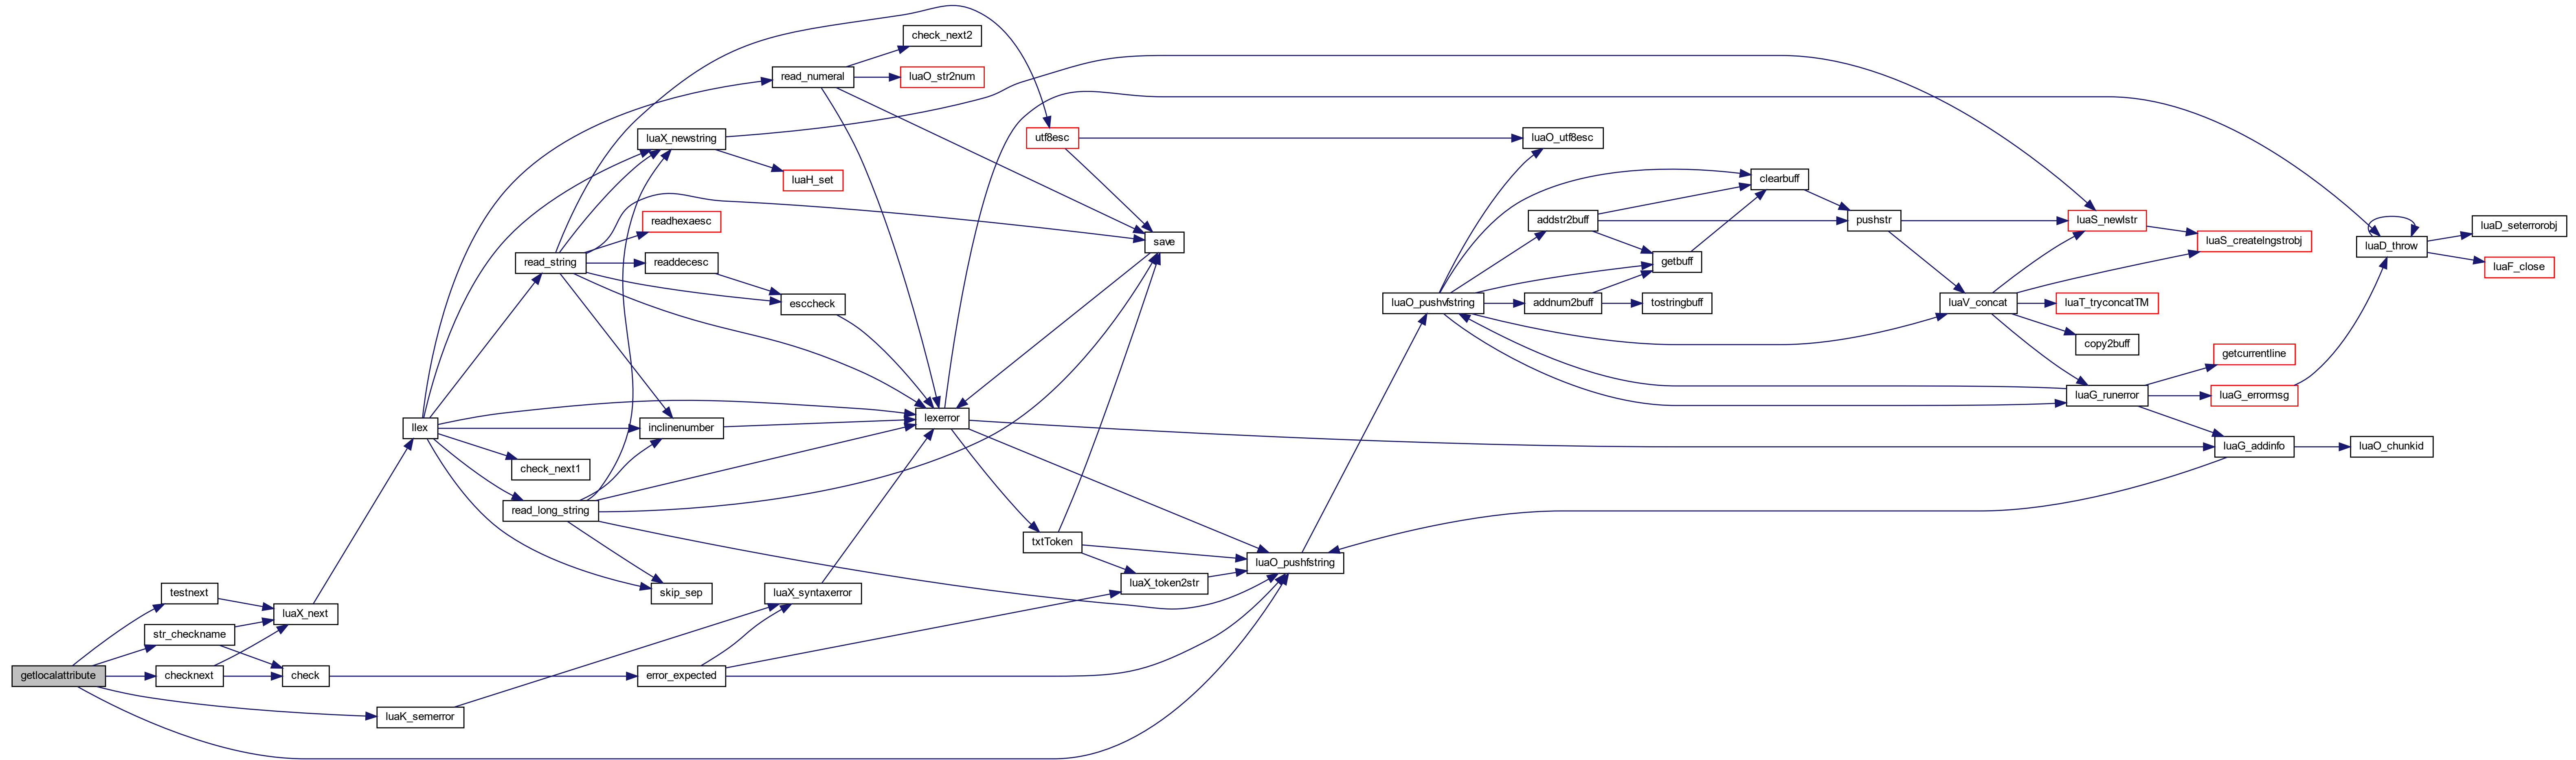 getlocalattribute
testnext
str_checkname
checknext
luaK_semerror
luaX_next
check
llex
read_string
check_next1
read_long_string
luaX_newstring
readhexaesc
readdecesc
inclinenumber
skip_sep
error_expected
read_numeral
luaH_set
esccheck
luaX_syntaxerror
check_next2
luaO_str2num
lexerror
utf8esc
txtToken
save
luaX_token2str
luaO_pushfstring
luaO_pushvfstring
luaO_utf8esc
addstr2buff
addnum2buff
getbuff
tostringbuff
clearbuff
pushstr
luaV_concat
luaS_newlstr
luaT_tryconcatTM
copy2buff
luaG_runerror
luaS_createlngstrobj
getcurrentline
luaG_errormsg
luaG_addinfo
luaD_throw
luaO_chunkid
luaD_seterrorobj
luaF_close